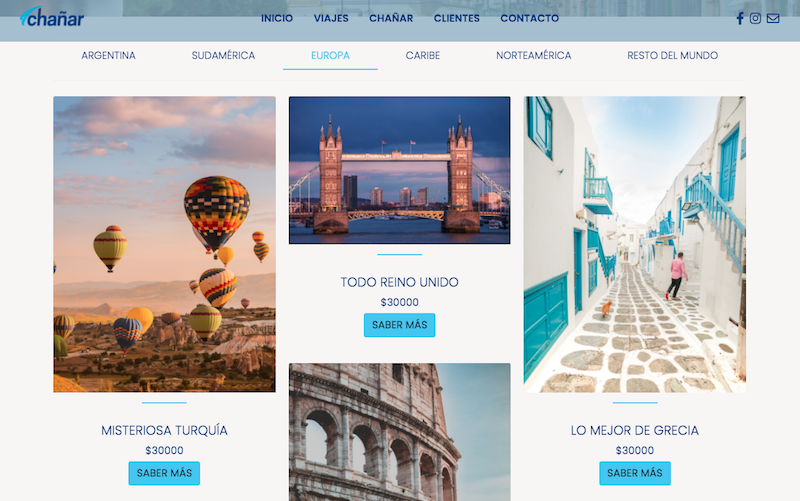 chañar
INICIO VIAJES CHAÑAR CLIENTES CONTACTO
ARGENTINA SUDAMÉRICA EUROPA CARIBE NORTEAMÉRICA RESTO DEL MUNDO
TODO REINO UNIDO
$30000
SABER MÁS
MISTERIOSA TURQUÍA
$30000
SABER MÁS
LO MEJOR DE GRECIA
$30000
SABER MÁS